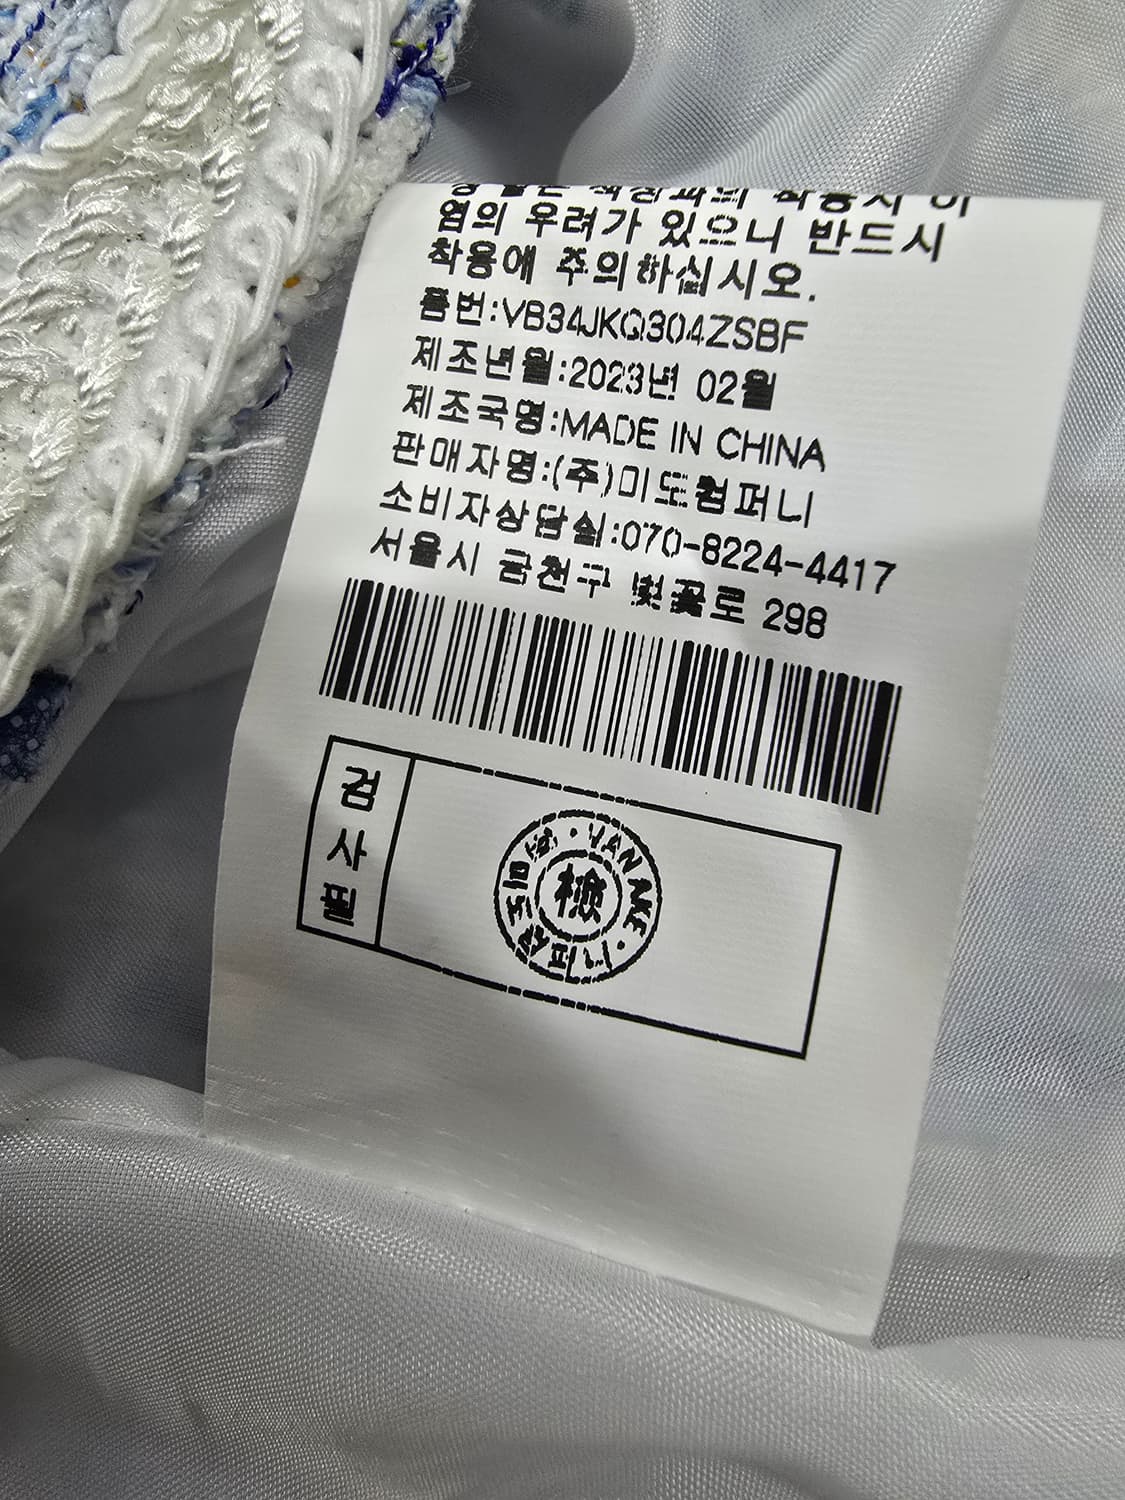 염의 우려가 있으니 반드시
착용에 주의하십시오.
품번:VB34JKQ304ZSBF
제조년월:2023년 02월
제조국명:MADE IN CHINA
판매자명:(주)미도컴퍼니
소비자상담실:070-8224-4417
서울시 금천구 벚꽃로 298
검사필
檢